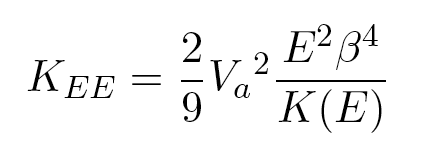 K_{EE} = \frac{2}{9} {V_a}^2 \frac{E^2 \beta^4}{K(E)}